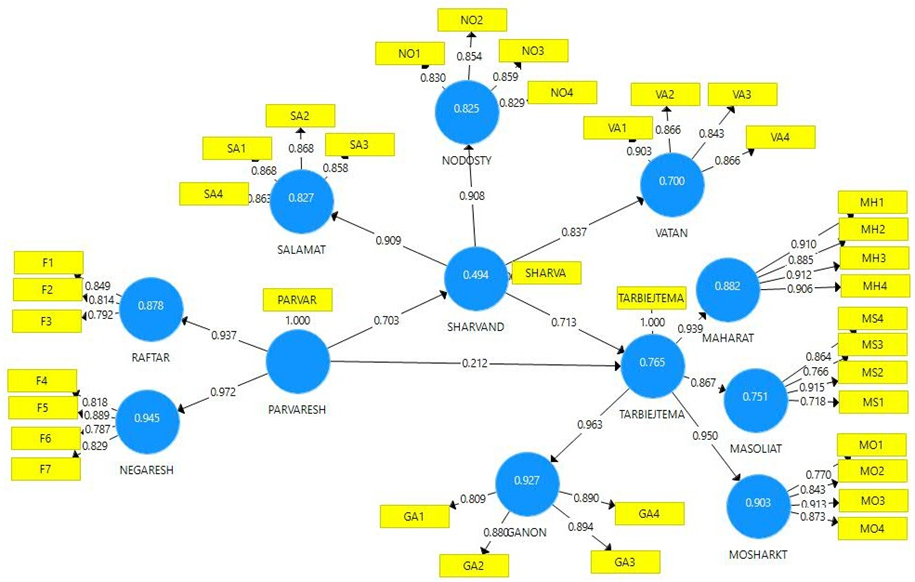 NO2
NO1
NO3
0.854
0.830
0.859
NO4
0.829
0.825
NODOSTY
SA2
SA1
SA3
0.868
0.868
0.858
SA4
0.863
0.827
SALAMAT
VA2
VA3
VA1
VA4
0.866
0.843
0.903
0.866
0.700
VATAN
0.908
0.909
0.837
0.494
SHARVA
SHARVAND
F1
F2
F3
0.849
0.814
0.792
0.878
RAFTAR
0.937
PARVAR
1.000
0.703
0.713
0.212
PARVARESH
0.972
F4
F5
F6
F7
0.818
0.889
0.787
0.829
0.945
NEGARESH
TARBIEJTEMA
1.000
0.765
TARBIEJTEMA
0.939
0.867
0.950
0.963
MH1
MH2
MH3
MH4
0.910
0.885
0.912
0.906
0.882
MAHARAT
MS4
MS3
MS2
MS1
0.864
0.766
0.915
0.718
0.751
MASOLIAT
MO1
MO2
MO3
MO4
0.770
0.843
0.913
0.873
0.903
MOSHARKT
0.927
GANON
GA1
0.809
0.880
GA2
0.890
GA4
0.894
GA3